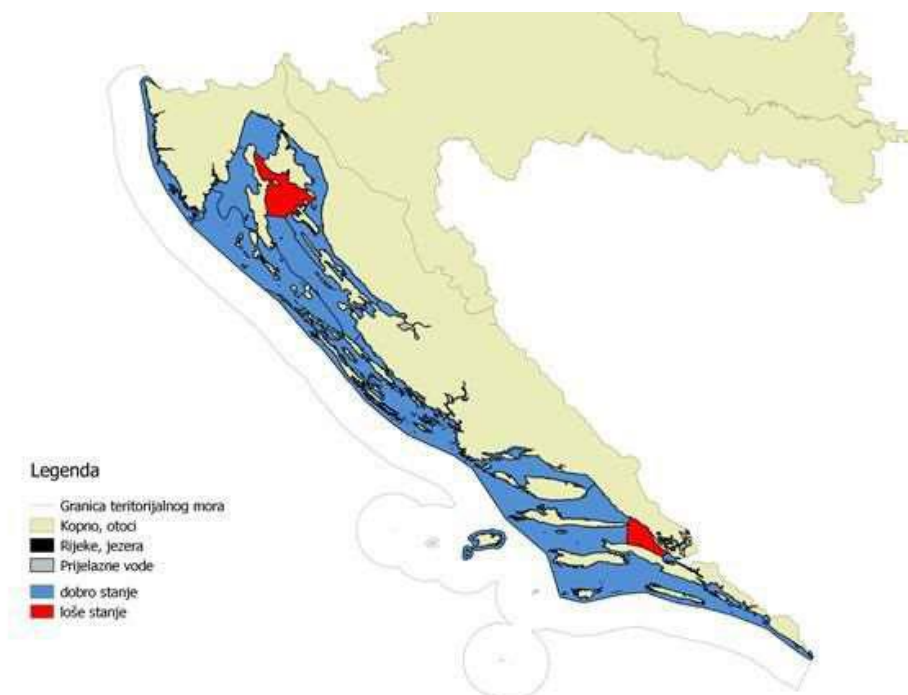 Legenda
Granica teritorijalnog mora
Kopno, otoci
Rijeke, jezera
Prijelazne vode
dobro stanje
loše stanje